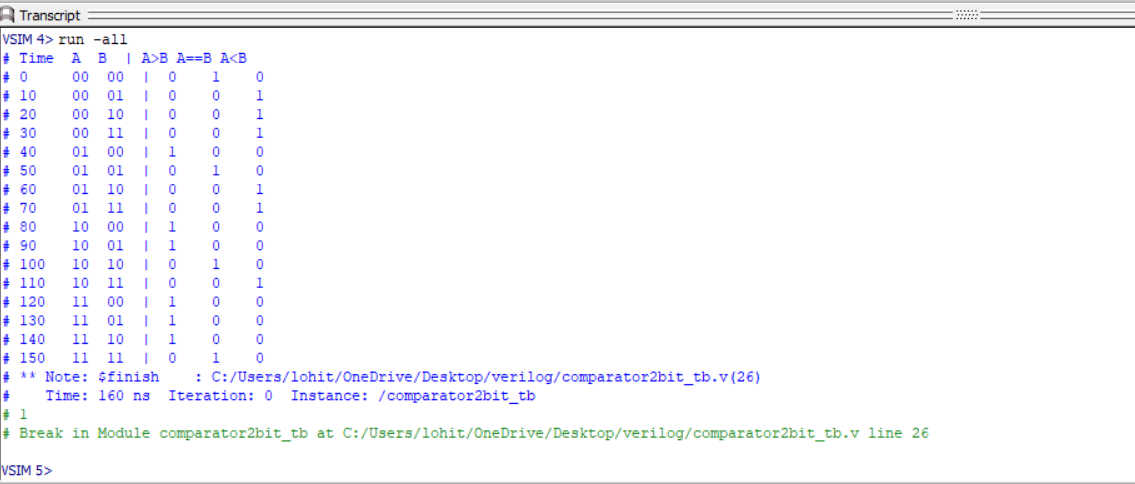 Transcript
VSIM 4> run -all
# Time  A  B  | A>B A==B A<B
# 0     00  00  |  0    1    0
# 10    00  01  |  0    0    1
# 20    00  10  |  0    0    1
# 30    00  11  |  0    0    1
# 40    01  00  |  1    0    0
# 50    01  01  |  0    1    0
# 60    01  10  |  0    0    1
# 70    01  11  |  0    0    1
# 80    10  00  |  1    0    0
# 90    10  01  |  1    0    0
# 100   10  10  |  0    1    0
# 110   10  11  |  0    0    1
# 120   11  00  |  1    0    0
# 130   11  01  |  1    0    0
# 140   11  10  |  1    0    0
# 150   11  11  |  0    1    0
# ** Note: $finish    : C:/Users/lohit/OneDrive/Desktop/verilog/comparator2bit_tb.v(26)
#    Time: 160 ns  Iteration: 0  Instance: /comparator2bit_tb
# 1
# Break in Module comparator2bit_tb at C:/Users/lohit/OneDrive/Desktop/verilog/comparator2bit_tb.v line 26
VSIM 5>